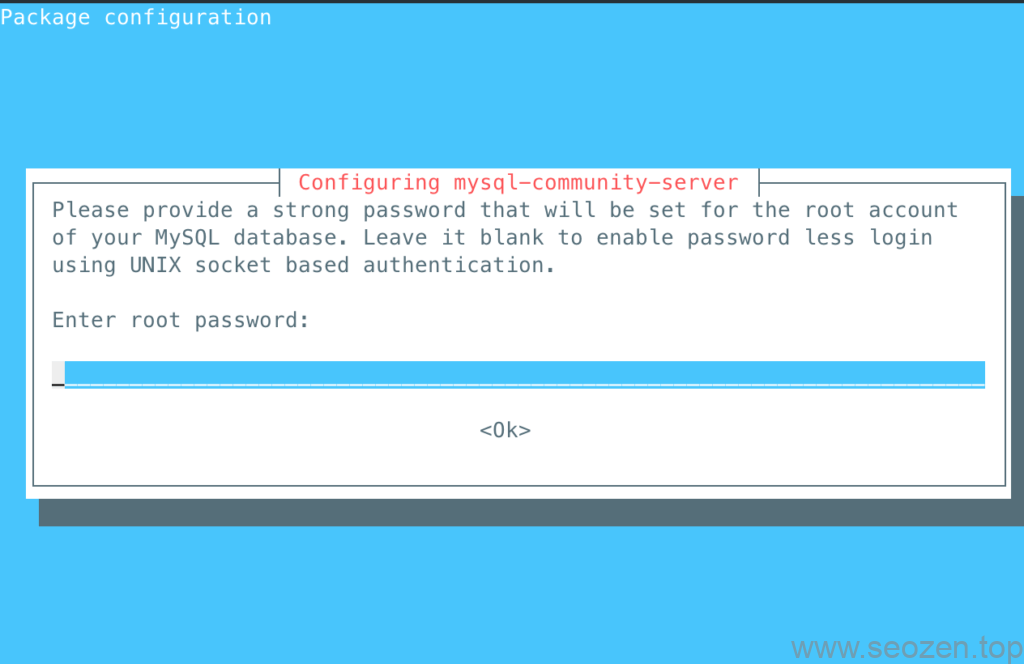 Package configuration
Configuring mysql-community-server
Please provide a strong password that will be set for the root account
of your MySQL database. Leave it blank to enable password less login
using UNIX socket based authentication.
Enter root password:
<Ok>
www.seozen.top